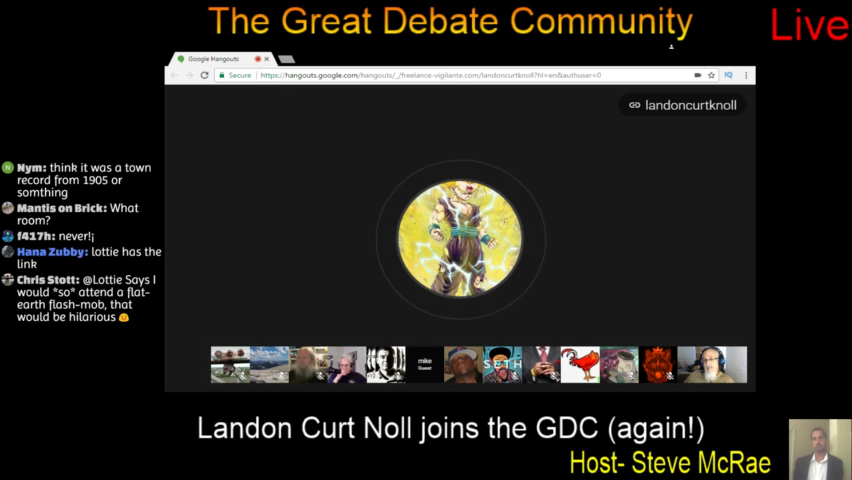 The Great Debate Community
Live
Google Hangouts
Secure
https://hangouts.google.com/hangouts/_/freelance-vigilante.com/landoncurtknoll?hl=en&authuser=0
landoncurtknoll
Nym: think it was a town
record from 1905 or
somthing
Mantis on Brick: What
room?
f417h: never!¡
Hana Zubby: lottie has the
link
Chris Stott: @Lottie Says I
would *so* attend a flat-
earth flash-mob, that
would be hilarious
mike
Guest
SETH
Landon Curt Noll joins the GDC (again!)
Host- Steve McRae